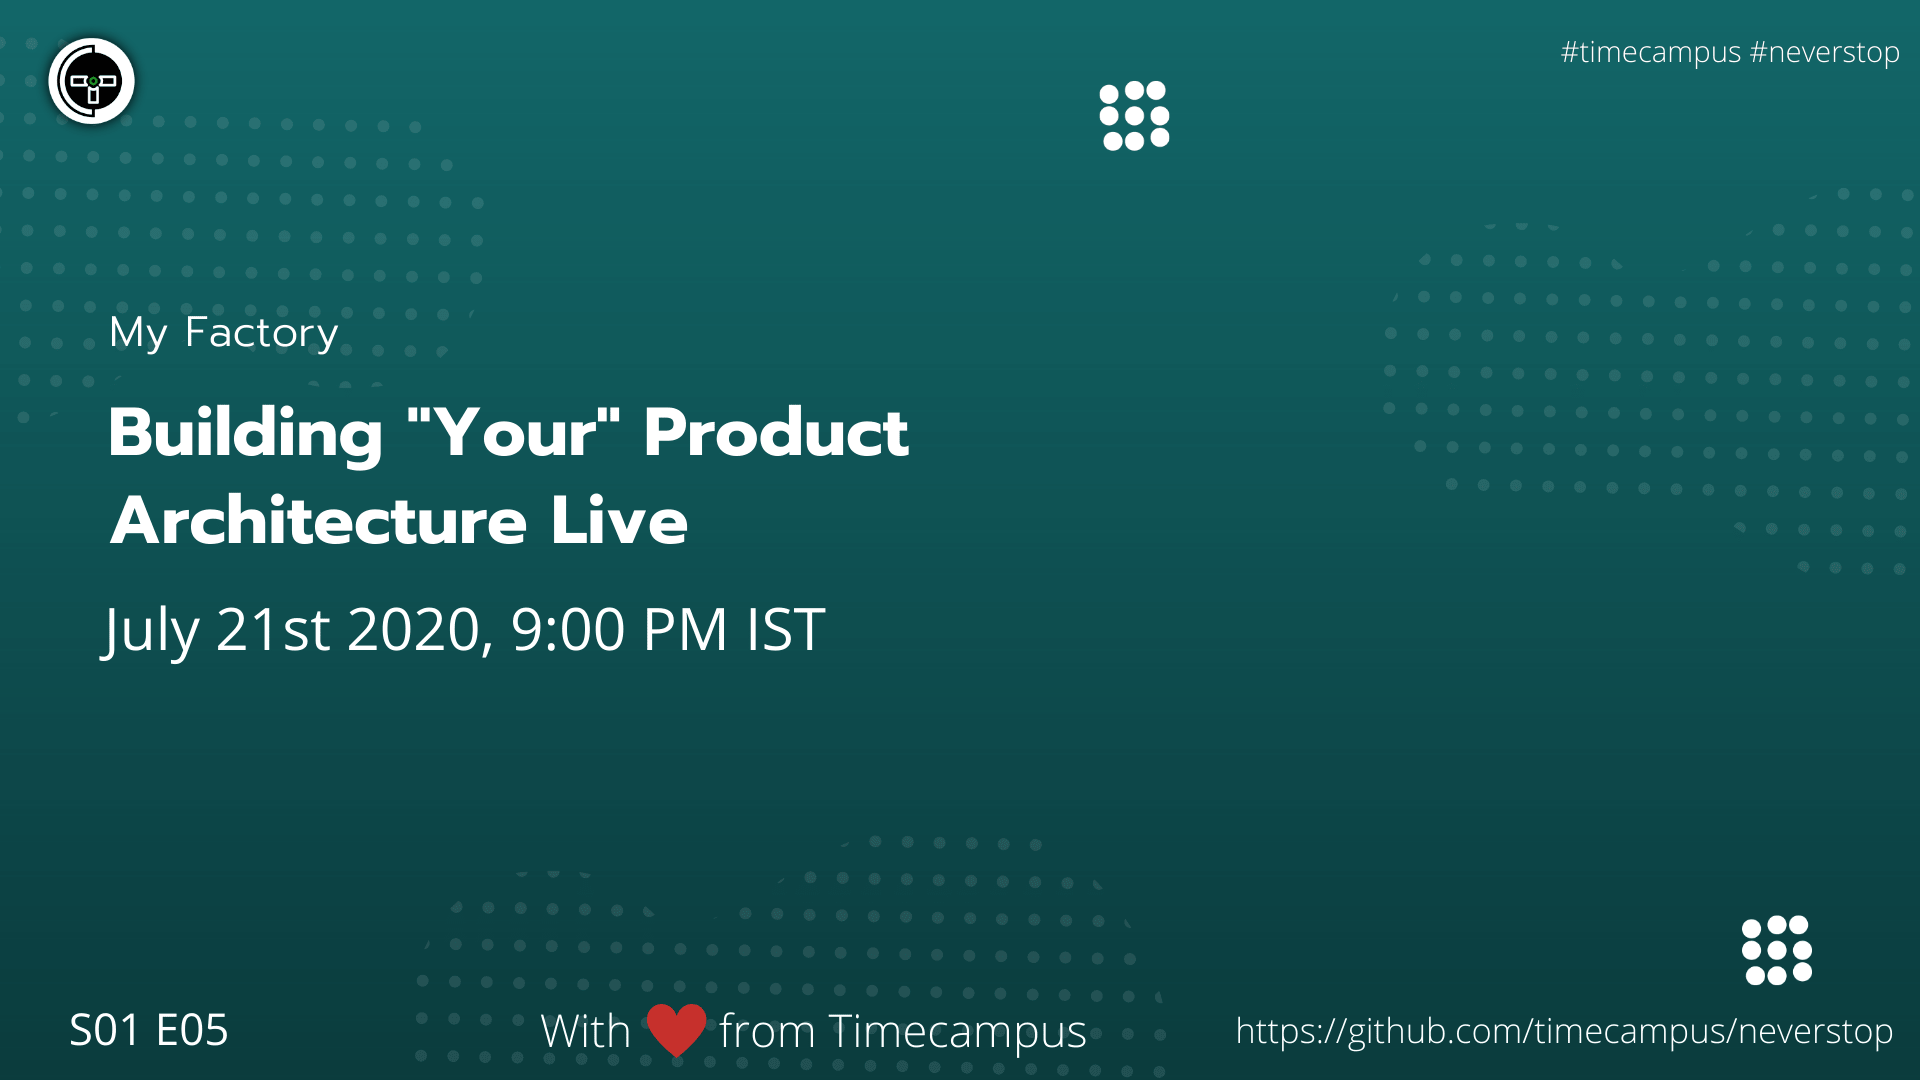 #timecampus #neverstop
My Factory
Building "Your" Product
Architecture Live
July 21st 2020, 9:00 PM IST
S01 E05
With from Timecampus
https://github.com/timecampus/neverstop